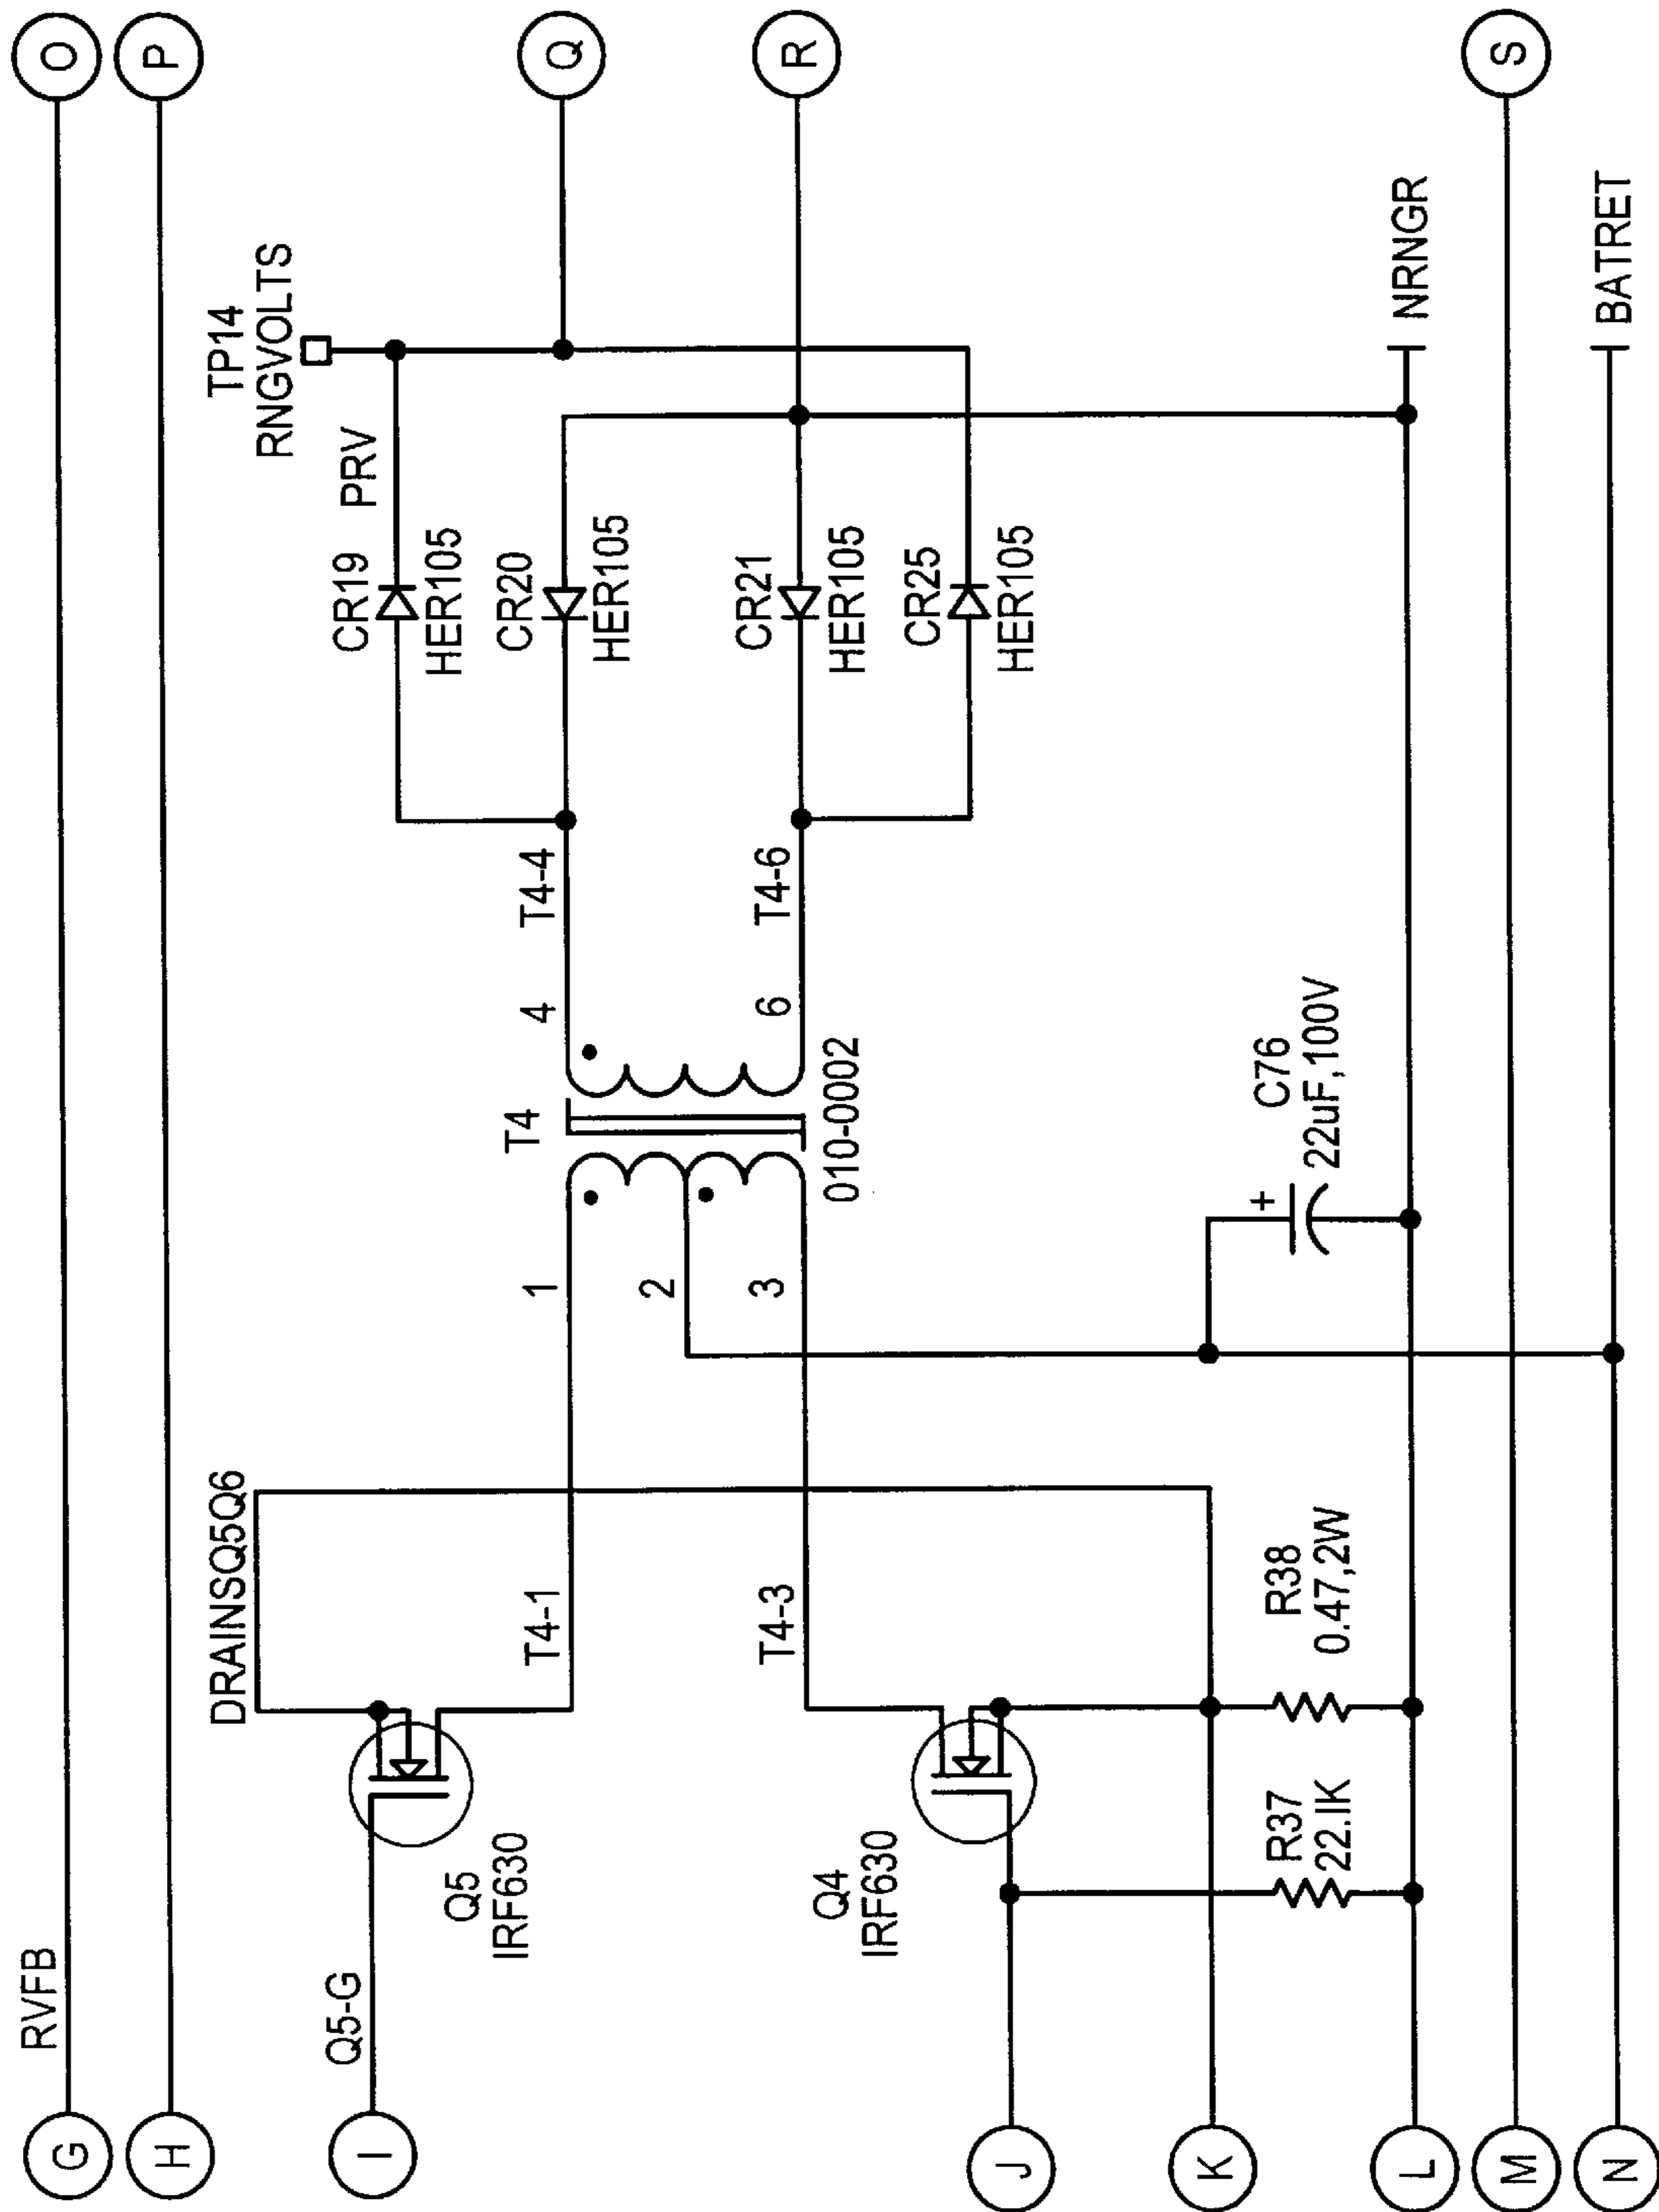 G
RVFB
O
H
P
I
Q5-G
Q5
IRF630
DRAINSQ5Q6
T4-1
1
T4
4
T4-4
CR19
HER105
PRV
TP14
RNGVOLTS
CR20
HER105
Q
2
3
T4-3
010-0002
6
T4-6
CR21
HER105
CR25
HER105
R
J
Q4
IRF630
K
R37
22.IK
R38
0.47,2W
+
C76
22uF,100V
L
NRNGR
M
S
N
BATRET